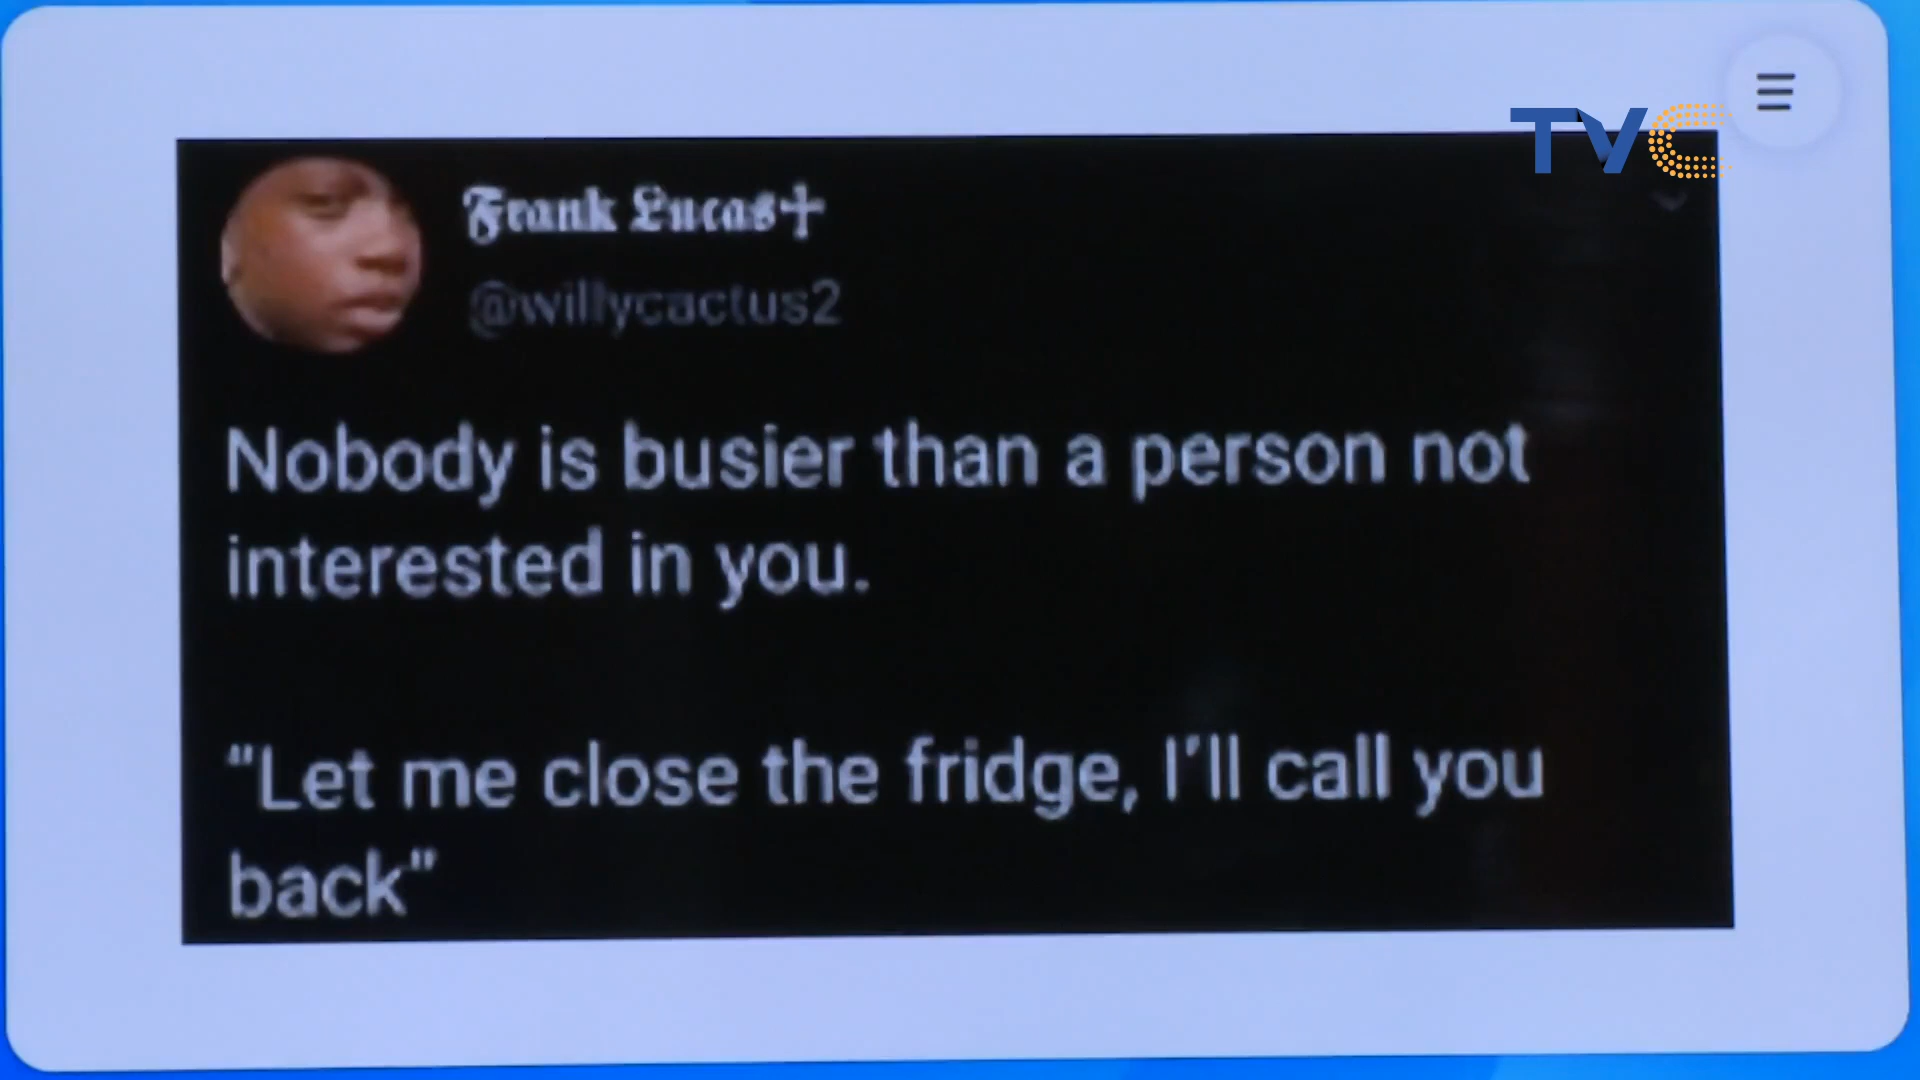 TVC
Frank Lucas✝
@willycactus2
Nobody is busier than a person not
interested in you.
"Let me close the fridge, I'll call you
back"